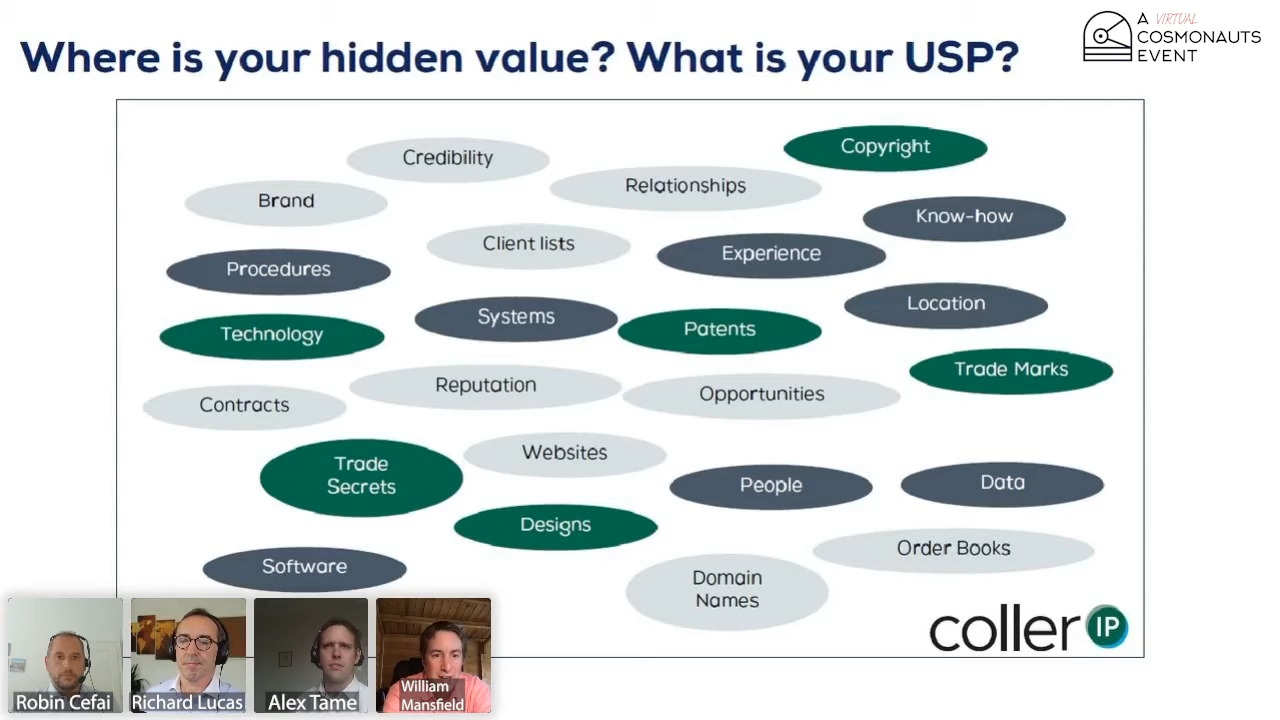 Where is your hidden value? What is your USP?
A VIRTUAL
COSMONAUTS
EVENT
Credibility
Copyright
Relationships
Brand
Know-how
Client lists
Experience
Procedures
Location
Systems
Patents
Technology
Trade Marks
Reputation
Opportunities
Contracts
Websites
Trade
Secrets
People
Data
Designs
Order Books
Software
Domain
Names
coller IP
Robin Cefai
Richard Lucas
Alex Tame
William
Mansfield